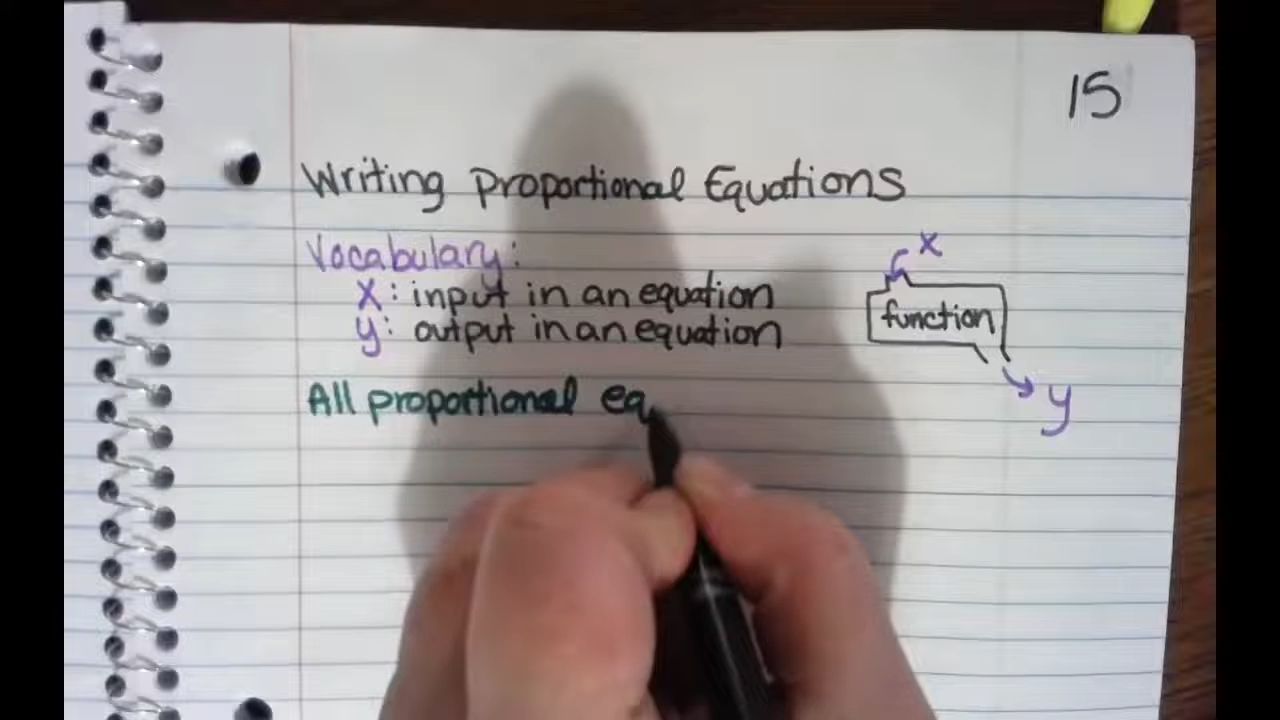 15
Writing Proportional Equations
Vocabulary:
x: input in an equation
y: output in an equation
x
function
y
All proportional eq